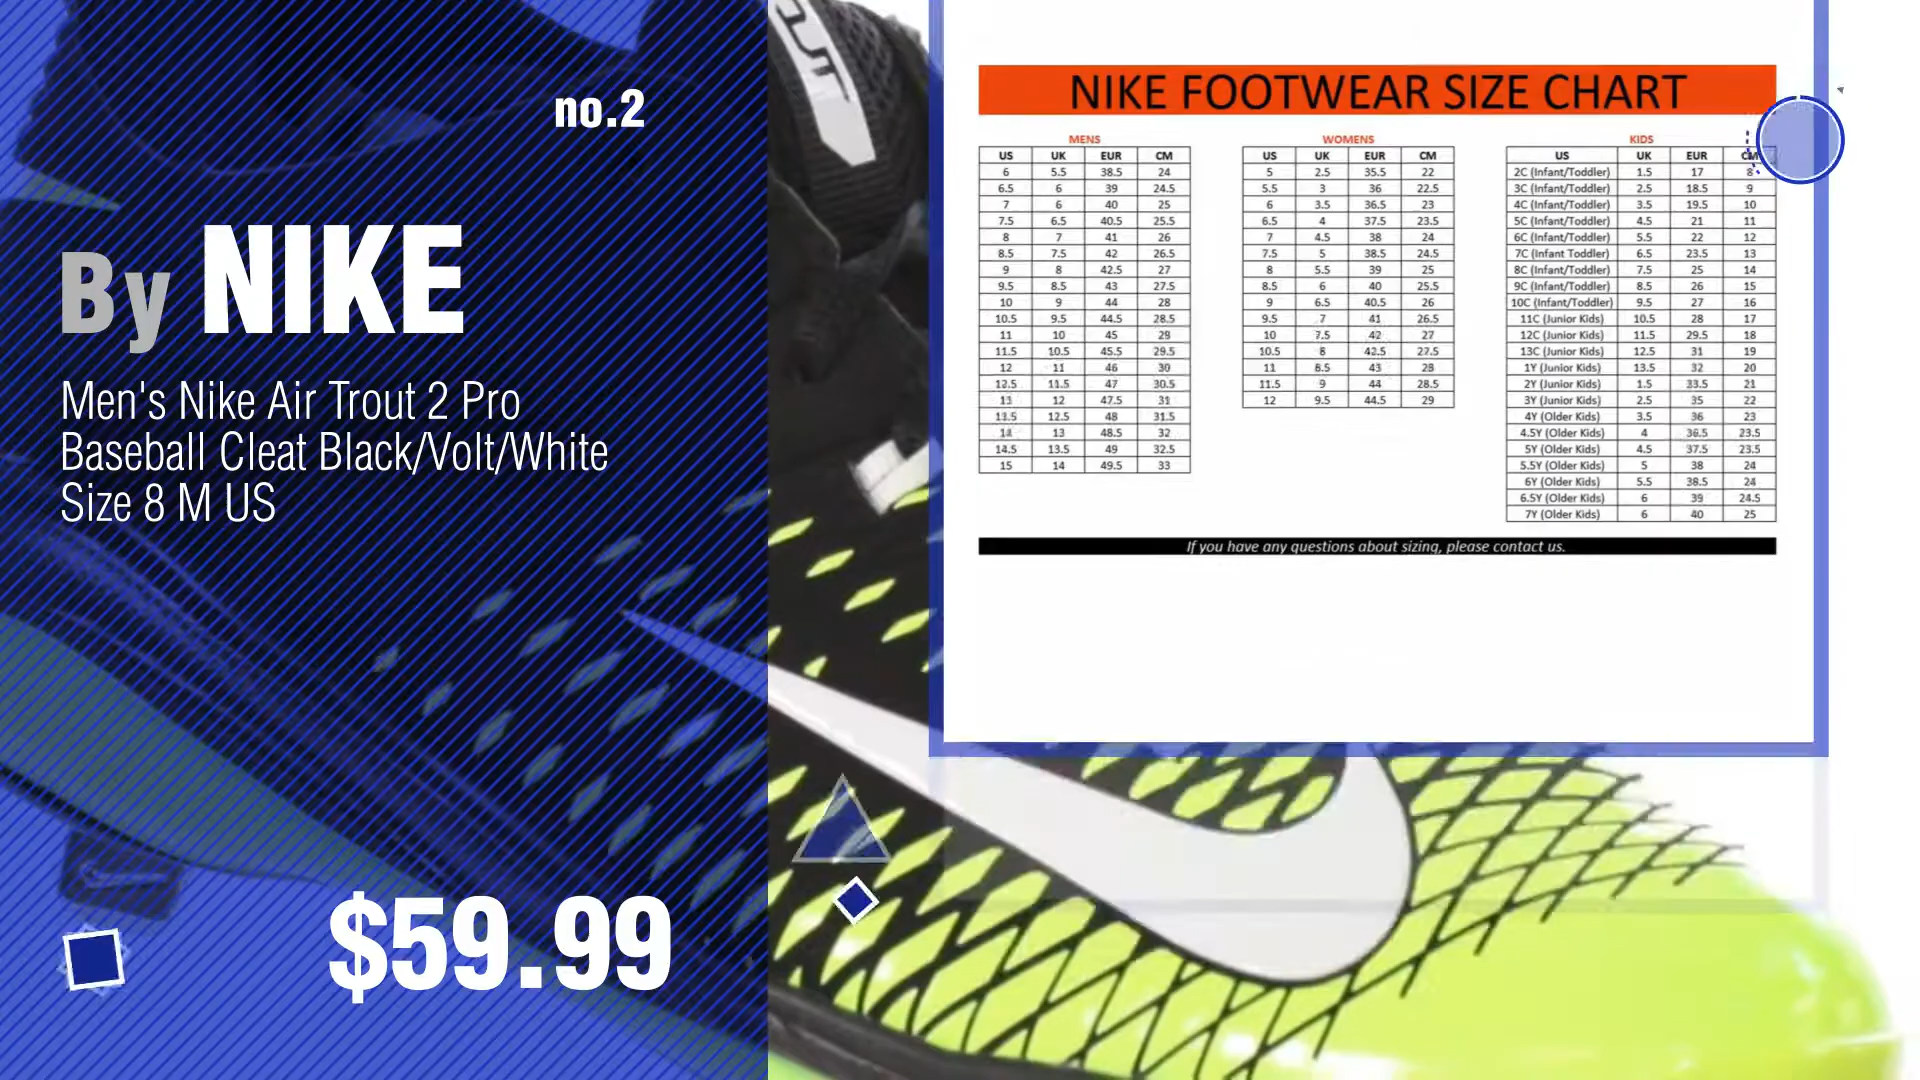 no.2
By NIKE
Men's Nike Air Trout 2 Pro
Baseball Cleat Black/Volt/White
Size 8 M US
$59.99
NIKE FOOTWEAR SIZE CHART
MENS
US UK EUR CM
6 5.5 38.5 24
6.5 6 39 24.5
7 6 40 25
7.5 6.5 40.5 25.5
8 7 41 26
8.5 7.5 42 26.5
9 8 42.5 27
9.5 8.5 43 27.5
10 9 44 28
10.5 9.5 44.5 28.5
11 10 45 29
11.5 10.5 45.5 29.5
12 11 46 30
12.5 11.5 47 30.5
13 12 47.5 31
13.5 12.5 48 31.5
14 13 48.5 32
14.5 13.5 49 32.5
15 14 49.5 33
WOMENS
US UK EUR CM
5 2.5 35.5 22
5.5 3 36 22.5
6 3.5 36.5 23
6.5 4 37.5 23.5
7 4.5 38 24
7.5 5 38.5 24.5
8 5.5 39 25
8.5 6 40 25.5
9 6.5 40.5 26
9.5 7 41 26.5
10 7.5 42 27
10.5 8 42.5 27.5
11 8.5 43 28
11.5 9 44 28.5
12 9.5 44.5 29
KIDS
US UK EUR CM
2C (Infant/Toddler) 1.5 17 8
3C (Infant/Toddler) 2.5 18.5 9
4C (Infant/Toddler) 3.5 19.5 10
5C (Infant/Toddler) 4.5 21 11
6C (Infant/Toddler) 5.5 22 12
7C (Infant Toddler) 6.5 23.5 13
8C (Infant/Toddler) 7.5 25 14
9C (Infant/Toddler) 8.5 26 15
10C (Infant/Toddler) 9.5 27 16
11C (Junior Kids) 10.5 28 17
12C (Junior Kids) 11.5 29.5 18
13C (Junior Kids) 12.5 31 19
1Y (Junior Kids) 13.5 32 20
2Y (Junior Kids) 1.5 33.5 21
3Y (Junior Kids) 2.5 35 22
4Y (Older Kids) 3.5 36 23
4.5Y (Older Kids) 4 36.5 23.5
5Y (Older Kids) 4.5 37.5 23.5
5.5Y (Older Kids) 5 38 24
6Y (Older Kids) 5.5 38.5 24
6.5Y (Older Kids) 6 39 24.5
7Y (Older Kids) 6 40 25
If you have any questions about sizing, please contact us.